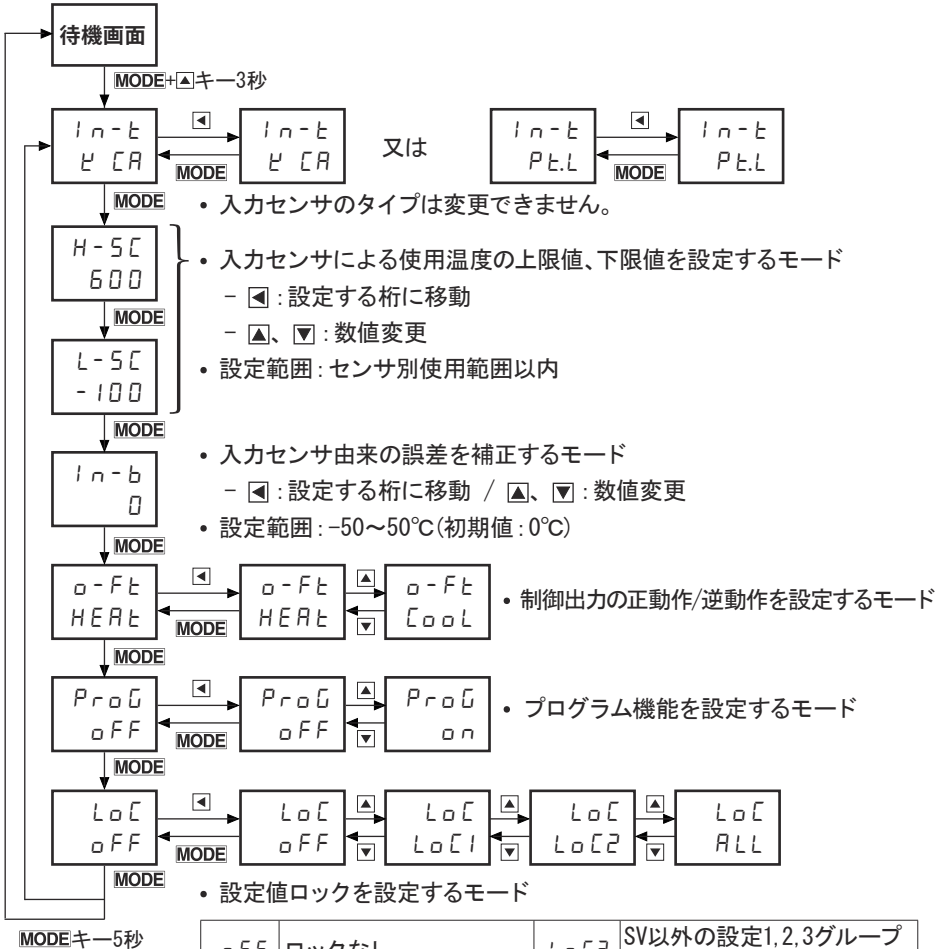 待機画面
MODE+▲キー3秒
In-t ◀ In-t 又は In-t ◀ In-t
K CA MODE K CA Pt.L MODE Pt.L
MODE
• 入力センサのタイプは変更できません。
H-SC
600
• 入力センサによる使用温度の上限値、下限値を設定するモード
- ◀ : 設定する桁に移動
MODE
- ▲、▼ : 数値変更
L-SC
-100
• 設定範囲 : センサ別使用範囲以内
MODE
In-b
0
• 入力センサ由来の誤差を補正するモード
- ◀ : 設定する桁に移動 / ▲、▼ : 数値変更
• 設定範囲 : -50～50℃(初期値 : 0℃)
MODE
o-Ft ◀ o-Ft ▲ o-Ft
HEAt MODE HEAt ▼ CooL
• 制御出力の正動作/逆動作を設定するモード
MODE
ProG ◀ ProG ▲ ProG
oFF MODE oFF ▼ on
• プログラム機能を設定するモード
MODE
LoC ◀ LoC ▲ LoC ▲ LoC ▲ LoC
oFF MODE oFF ▼ LoC1 ▼ LoC2 ▼ ALL
MODE
• 設定値ロックを設定するモード
MODEキー5秒
SV以外の設定1,2,3グループ